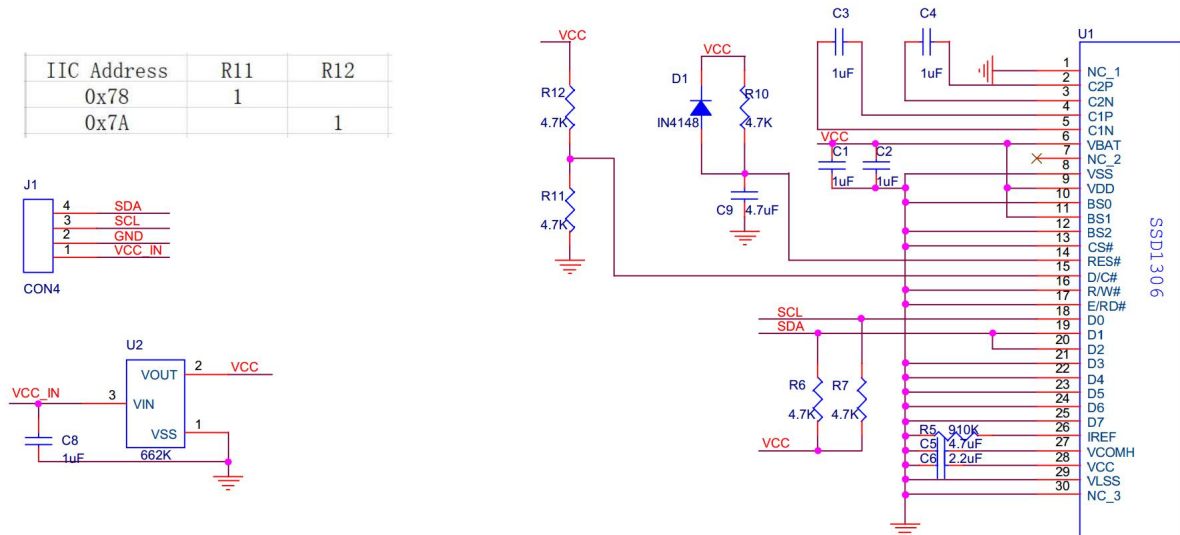 IIC Address R11 R12
0x78 1
0x7A 1
J1
4 SDA
3 SCL
2 GND
1 VCC_IN
CON4
U2
VCC_IN 3 VIN
VOUT 2 VCC
VSS 1
662K
C8
1uF
VCC
R12
4.7K
R11
4.7K
VCC
D1
IN4148
R10
4.7K
C9 4.7uF
C3
1uF
C4
1uF
VCC
C1
1uF
C2
1uF
SCL
SDA
R6
4.7K
R7
4.7K
VCC
R5 910K
C5 4.7uF
C6 2.2uF
U1
1 NC_1
2 C2P
3 C2N
4 C1P
5 C1N
6 VBAT
7 NC_2
8 VSS
9 VDD
10 BS0
11 BS1
12 BS2
13 CS#
14 RES#
15 D/C#
16 R/W#
17 E/RD#
18 D0
19 D1
20 D2
21 D3
22 D4
23 D5
24 D6
25 D7
26 IREF
27 VCOMH
28 VCC
29 VLSS
30 NC_3
SSD1306